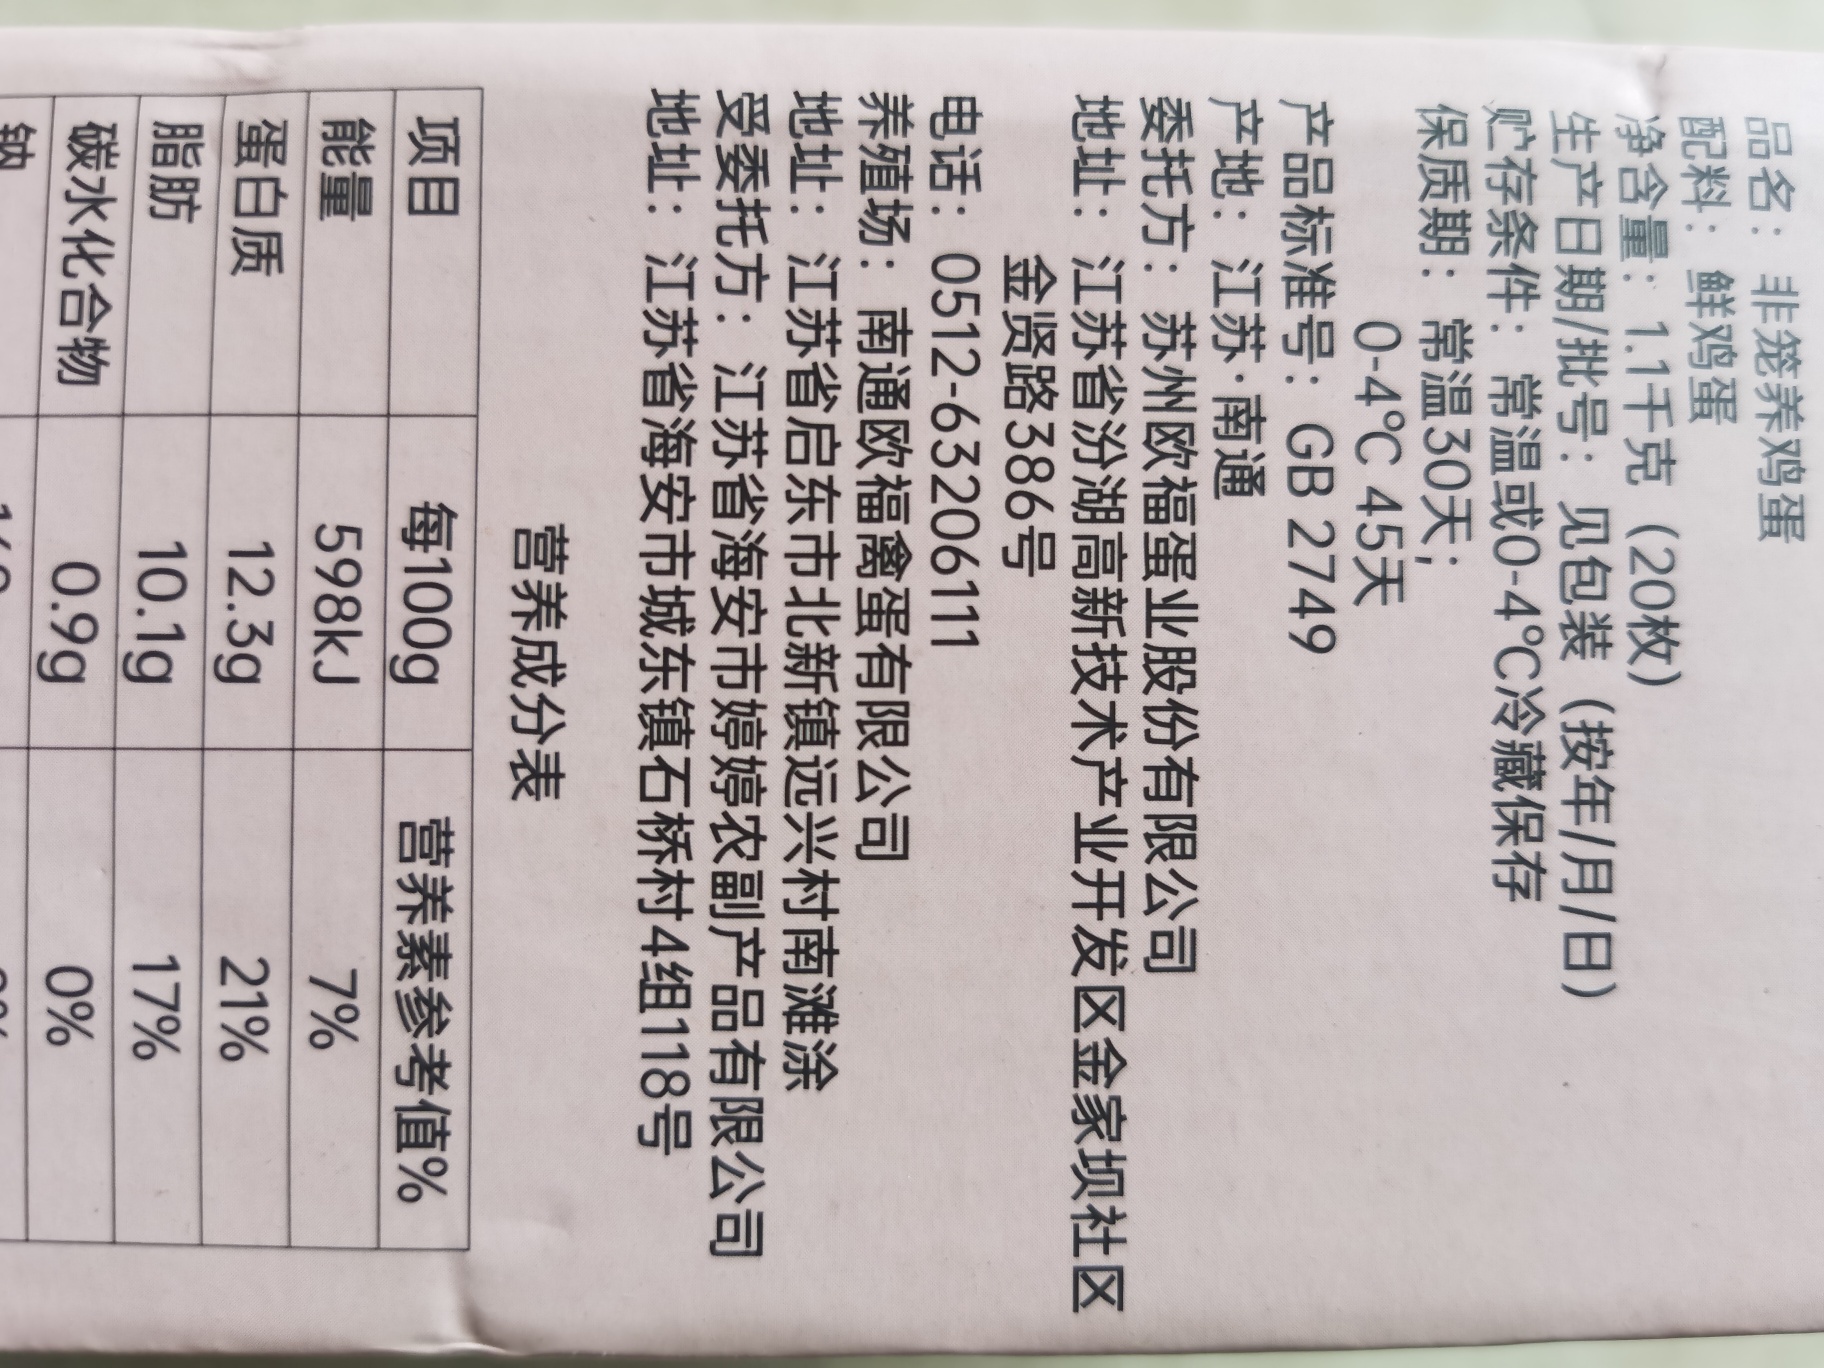 品名：非笼养鸡蛋
配料：鲜鸡蛋
净含量：1.1千克（20枚）
生产日期/批号：见包装（按年/月/日）
贮存条件：常温或0-4℃冷藏保存
保质期：常温30天；
0-4℃ 45天
产品标准号：GB 2749
产地：江苏·南通
委托方：苏州欧福蛋业股份有限公司
地址：江苏省汾湖高新技术产业开发区金家坝社区
金贤路386号
电话：0512-63206111
养殖场：南通欧福禽蛋有限公司
地址：江苏省启东市北新镇远兴村南滩涂
受委托方：江苏省海安市婷婷农副产品有限公司
地址：江苏省海安市城东镇石桥村4组118号
营养成分表
项目 每100g 营养素参考值%
能量 598kJ 7%
蛋白质 12.3g 21%
脂肪 10.1g 17%
碳水化合物 0.9g 0%
钠